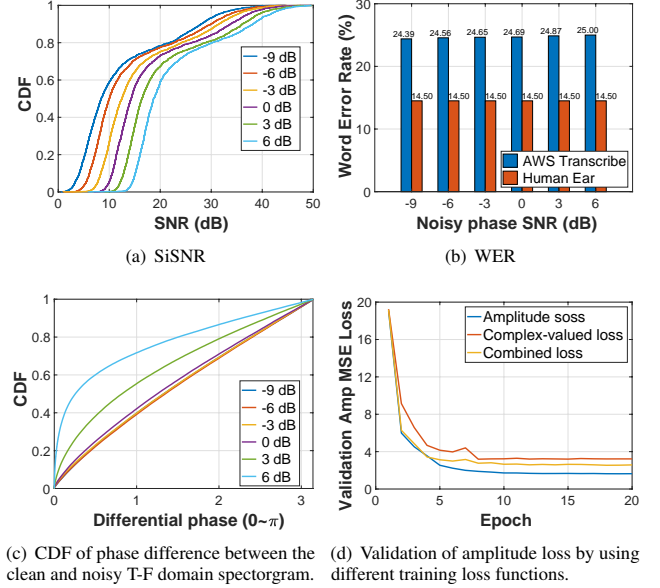 1
0.8
0.6
0.4
0.2
0
CDF
-9 dB
-6 dB
-3 dB
0 dB
3 dB
6 dB
0 10 20 30 40 50
SNR (dB)
(a) SiSNR
30
20
10
0
Word Error Rate (%)
24.39 24.56 24.65 24.69 24.87 25.00
14.50 14.50 14.50 14.50 14.50 14.50
AWS Transcribe
Human Ear
-9 -6 -3 0 3 6
Noisy phase SNR (dB)
(b) WER
1
0.8
0.6
0.4
0.2
0
CDF
-9 dB
-6 dB
-3 dB
0 dB
3 dB
6 dB
0 1 2 3
Differential phase (0~π)
(c) CDF of phase difference between the
clean and noisy T-F domain spectorgram.
20
16
12
8
4
0
Validation Amp MSE Loss
Amplitude soss
Complex-valued loss
Combined loss
0 5 10 15 20
Epoch
(d) Validation of amplitude loss by using
different training loss functions.